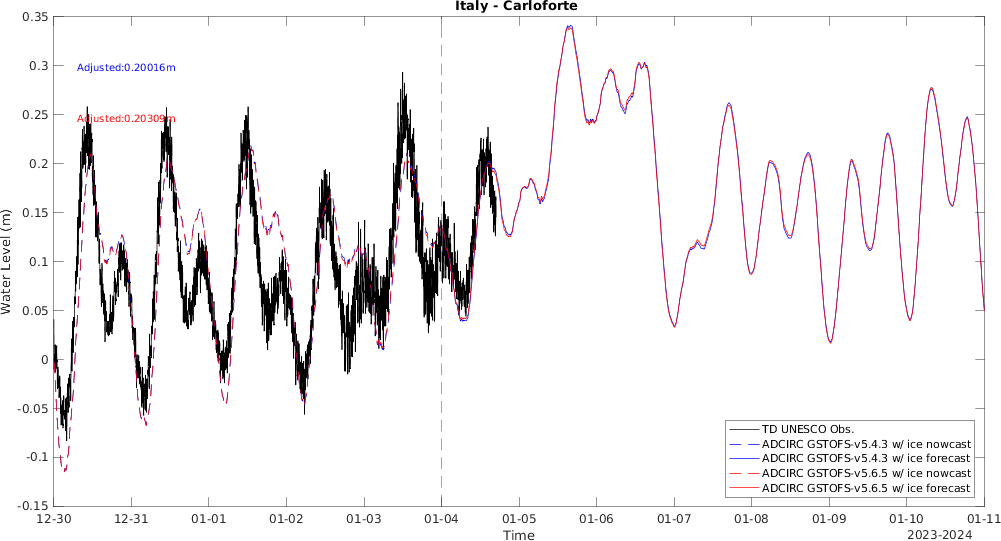 Italy - Carloforte
0.35
0.3
0.25
0.2
0.15
0.1
0.05
0
-0.05
-0.1
-0.15
Water Level (m)
Adjusted:0.20016m
Adjusted:0.20309m
TD UNESCO Obs.
ADCIRC GSTOFS-v5.4.3 w/ ice nowcast
ADCIRC GSTOFS-v5.4.3 w/ ice forecast
ADCIRC GSTOFS-v5.6.5 w/ ice nowcast
ADCIRC GSTOFS-v5.6.5 w/ ice forecast
12-30 12-31 01-01 01-02 01-03 01-04 01-05 01-06 01-07 01-08 01-09 01-10 01-11
Time
2023-2024